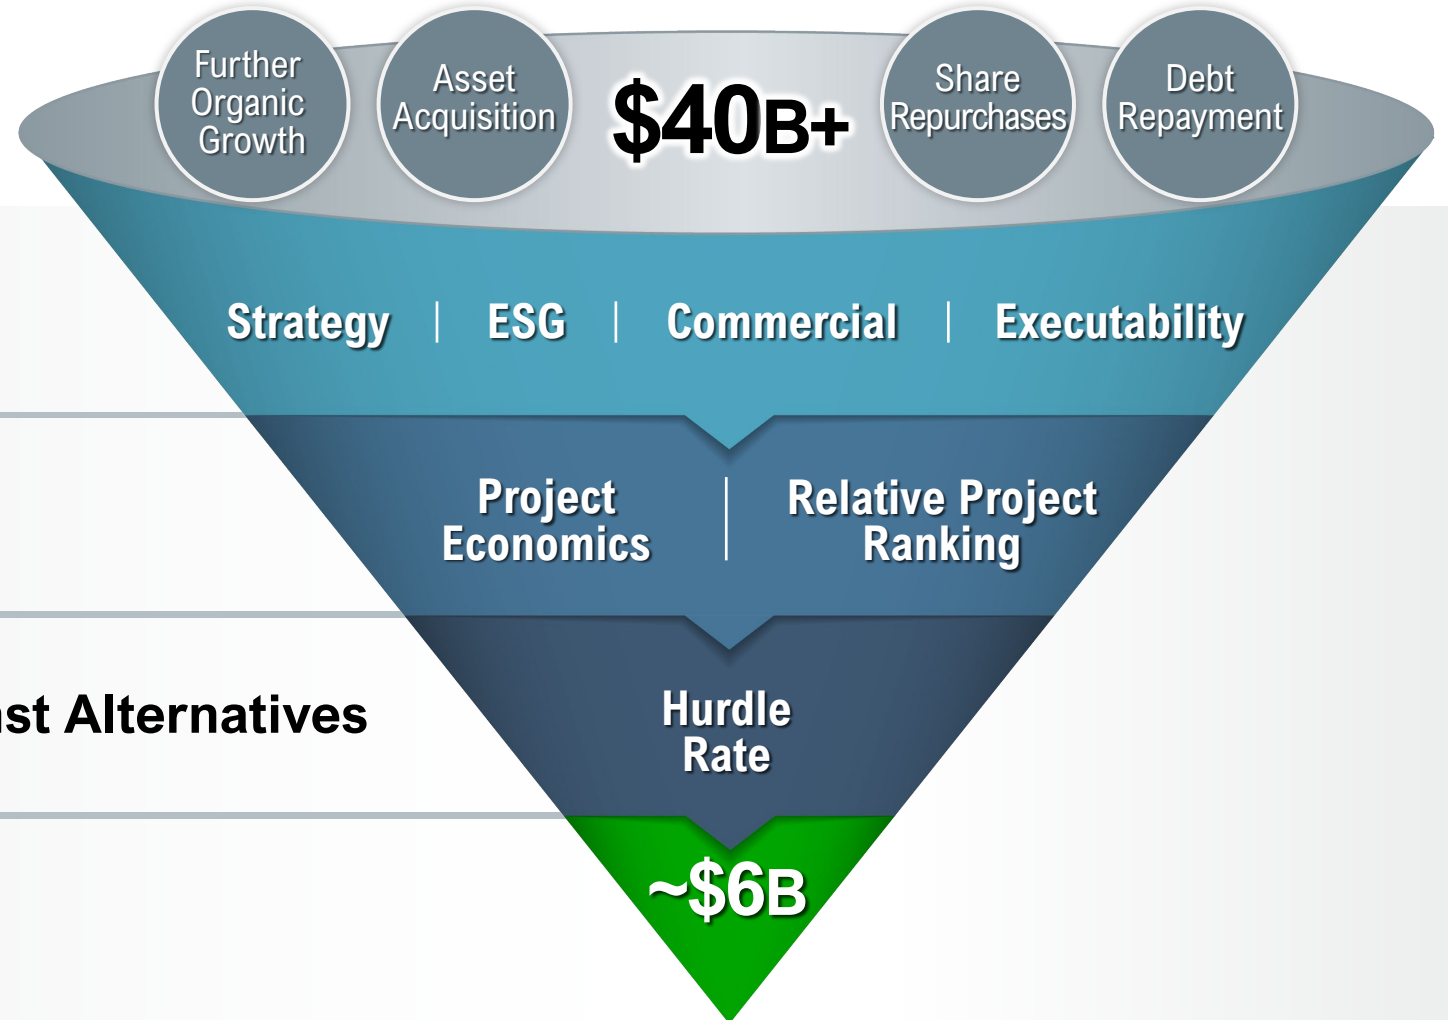 Further
Organic
Growth
Asset
Acquisition
$40B+
Share
Repurchases
Debt
Repayment
Strategy | ESG | Commercial | Executability
Project
Economics
Relative Project
Ranking
Alternatives
Hurdle
Rate
~$6B